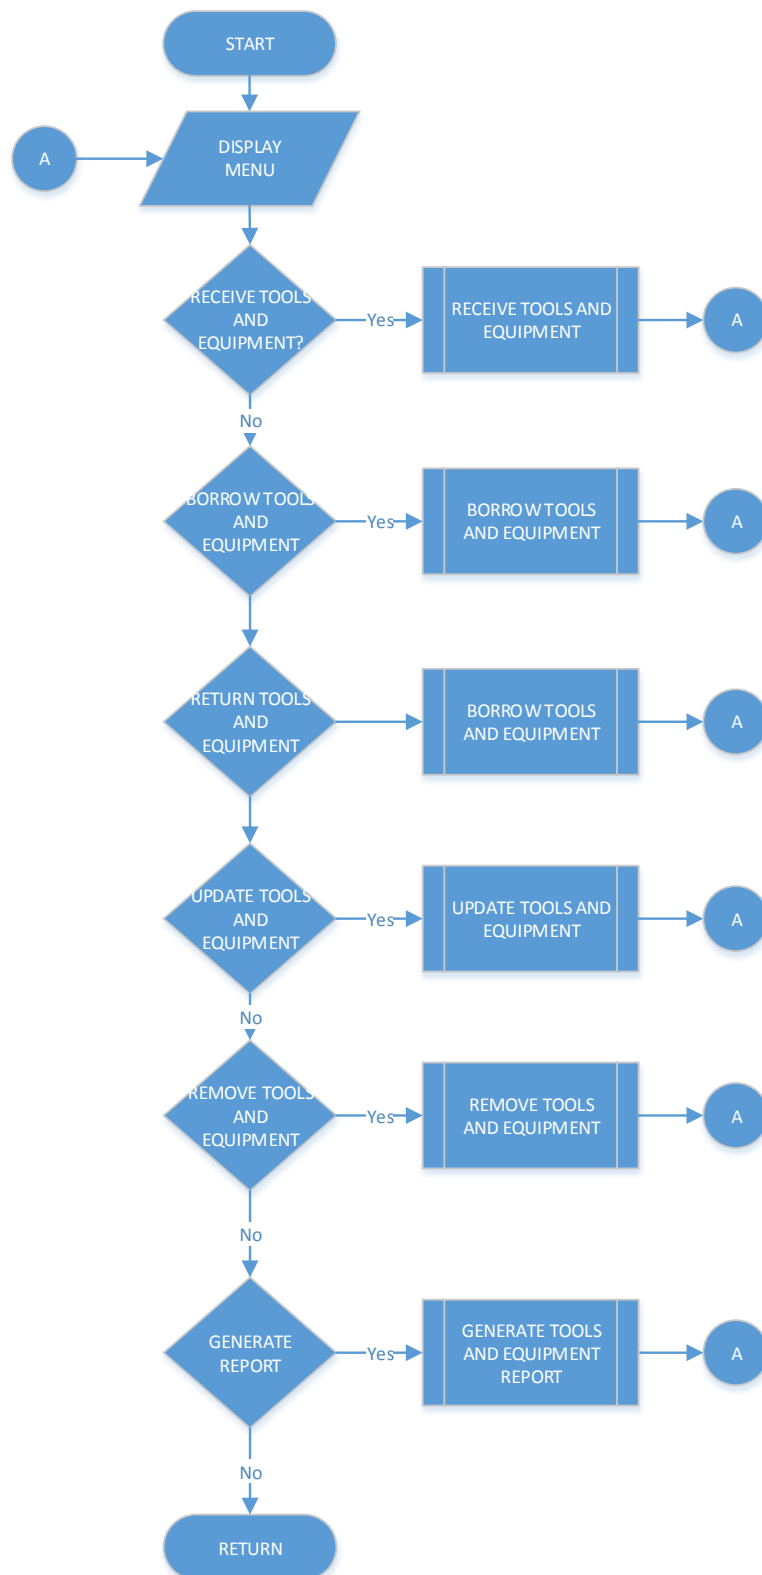 START
A
DISPLAY
MENU
RECEIVE TOOLS
AND
EQUIPMENT?
Yes
RECEIVE TOOLS AND
EQUIPMENT
A
No
BORROW TOOLS
AND
EQUIPMENT
Yes
BORROW TOOLS
AND EQUIPMENT
A
RETURN TOOLS
AND
EQUIPMENT
BORROW TOOLS
AND EQUIPMENT
A
UPDATE TOOLS
AND
EQUIPMENT
Yes
UPDATE TOOLS AND
EQUIPMENT
A
No
REMOVE TOOLS
AND
EQUIPMENT
Yes
REMOVE TOOLS
AND EQUIPMENT
A
No
GENERATE
REPORT
Yes
GENERATE TOOLS
AND EQUIPMENT
REPORT
A
No
RETURN